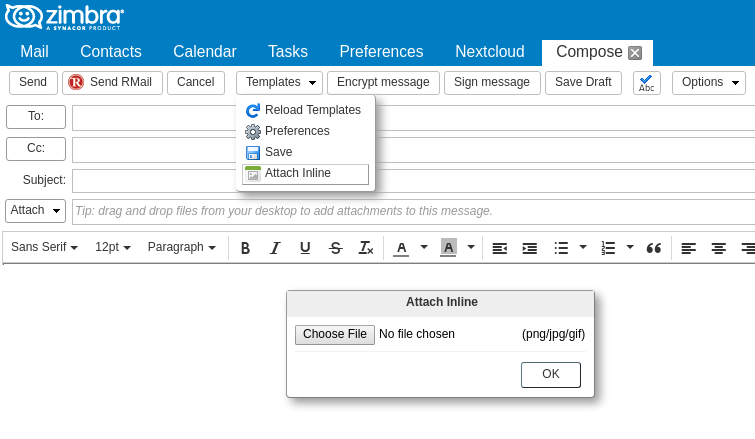 zimbra
A SYNACOR PRODUCT
Mail Contacts Calendar Tasks Preferences Nextcloud Compose
Send Send RMail Cancel Templates Encrypt message Sign message Save Draft Abc Options
Reload Templates
To:
Preferences
Cc:
Save
Subject:
Attach Inline
Attach Tip: drag and drop files from your desktop to add attachments to this message.
Sans Serif 12pt Paragraph B I U S Tx A A
Attach Inline
Choose File No file chosen (png/jpg/gif)
OK